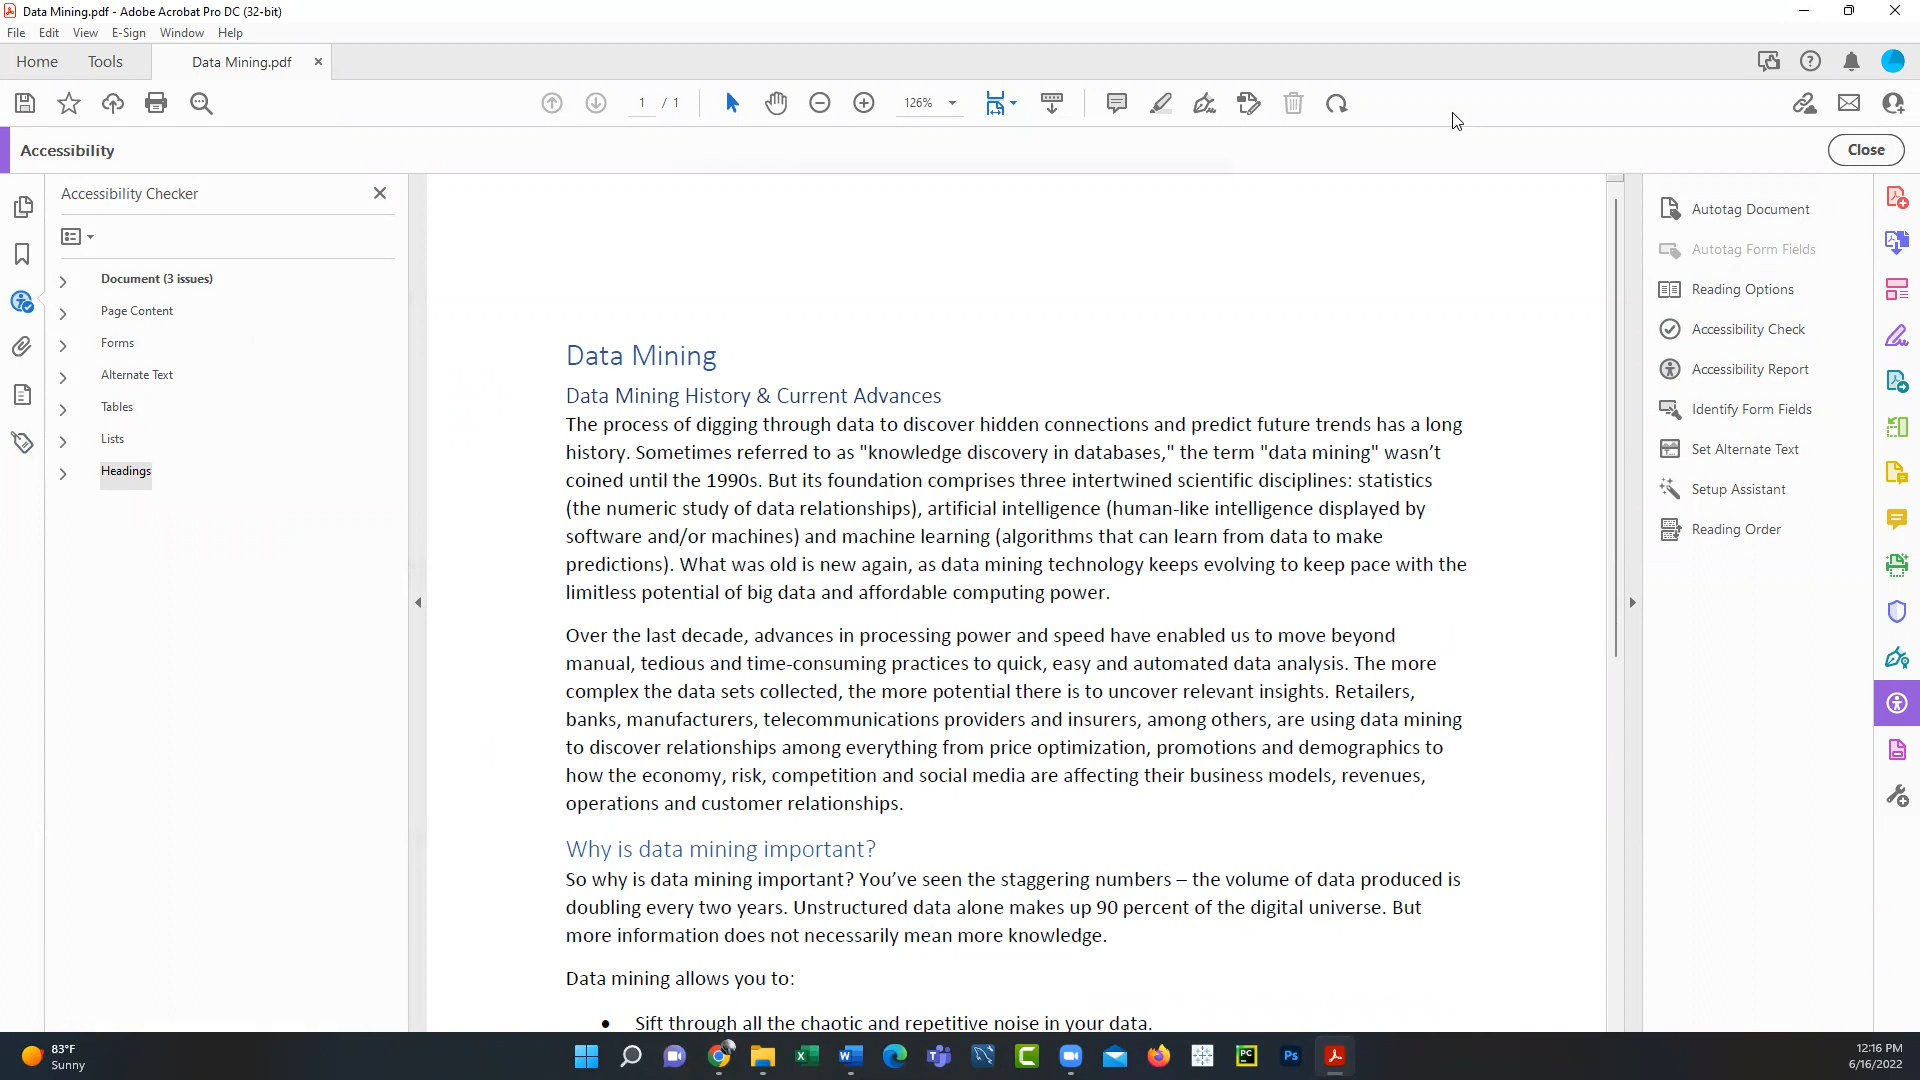 Data Mining.pdf - Adobe Acrobat Pro DC (32-bit)
File Edit View E-Sign Window Help
Home Tools Data Mining.pdf
1 / 1 126%
Accessibility
Close
Accessibility Checker
Document (3 issues)
Page Content
Forms
Alternate Text
Tables
Lists
Headings
Data Mining
Data Mining History & Current Advances
The process of digging through data to discover hidden connections and predict future trends has a long
history. Sometimes referred to as "knowledge discovery in databases," the term "data mining" wasn’t
coined until the 1990s. But its foundation comprises three intertwined scientific disciplines: statistics
(the numeric study of data relationships), artificial intelligence (human-like intelligence displayed by
software and/or machines) and machine learning (algorithms that can learn from data to make
predictions). What was old is new again, as data mining technology keeps evolving to keep pace with the
limitless potential of big data and affordable computing power.
Over the last decade, advances in processing power and speed have enabled us to move beyond
manual, tedious and time-consuming practices to quick, easy and automated data analysis. The more
complex the data sets collected, the more potential there is to uncover relevant insights. Retailers,
banks, manufacturers, telecommunications providers and insurers, among others, are using data mining
to discover relationships among everything from price optimization, promotions and demographics to
how the economy, risk, competition and social media are affecting their business models, revenues,
operations and customer relationships.
Why is data mining important?
So why is data mining important? You’ve seen the staggering numbers – the volume of data produced is
doubling every two years. Unstructured data alone makes up 90 percent of the digital universe. But
more information does not necessarily mean more knowledge.
Data mining allows you to:
• Sift through all the chaotic and repetitive noise in your data.
Autotag Document
Autotag Form Fields
Reading Options
Accessibility Check
Accessibility Report
Identify Form Fields
Set Alternate Text
Setup Assistant
Reading Order
83°F
Sunny
PC
Ps
12:16 PM
6/16/2022